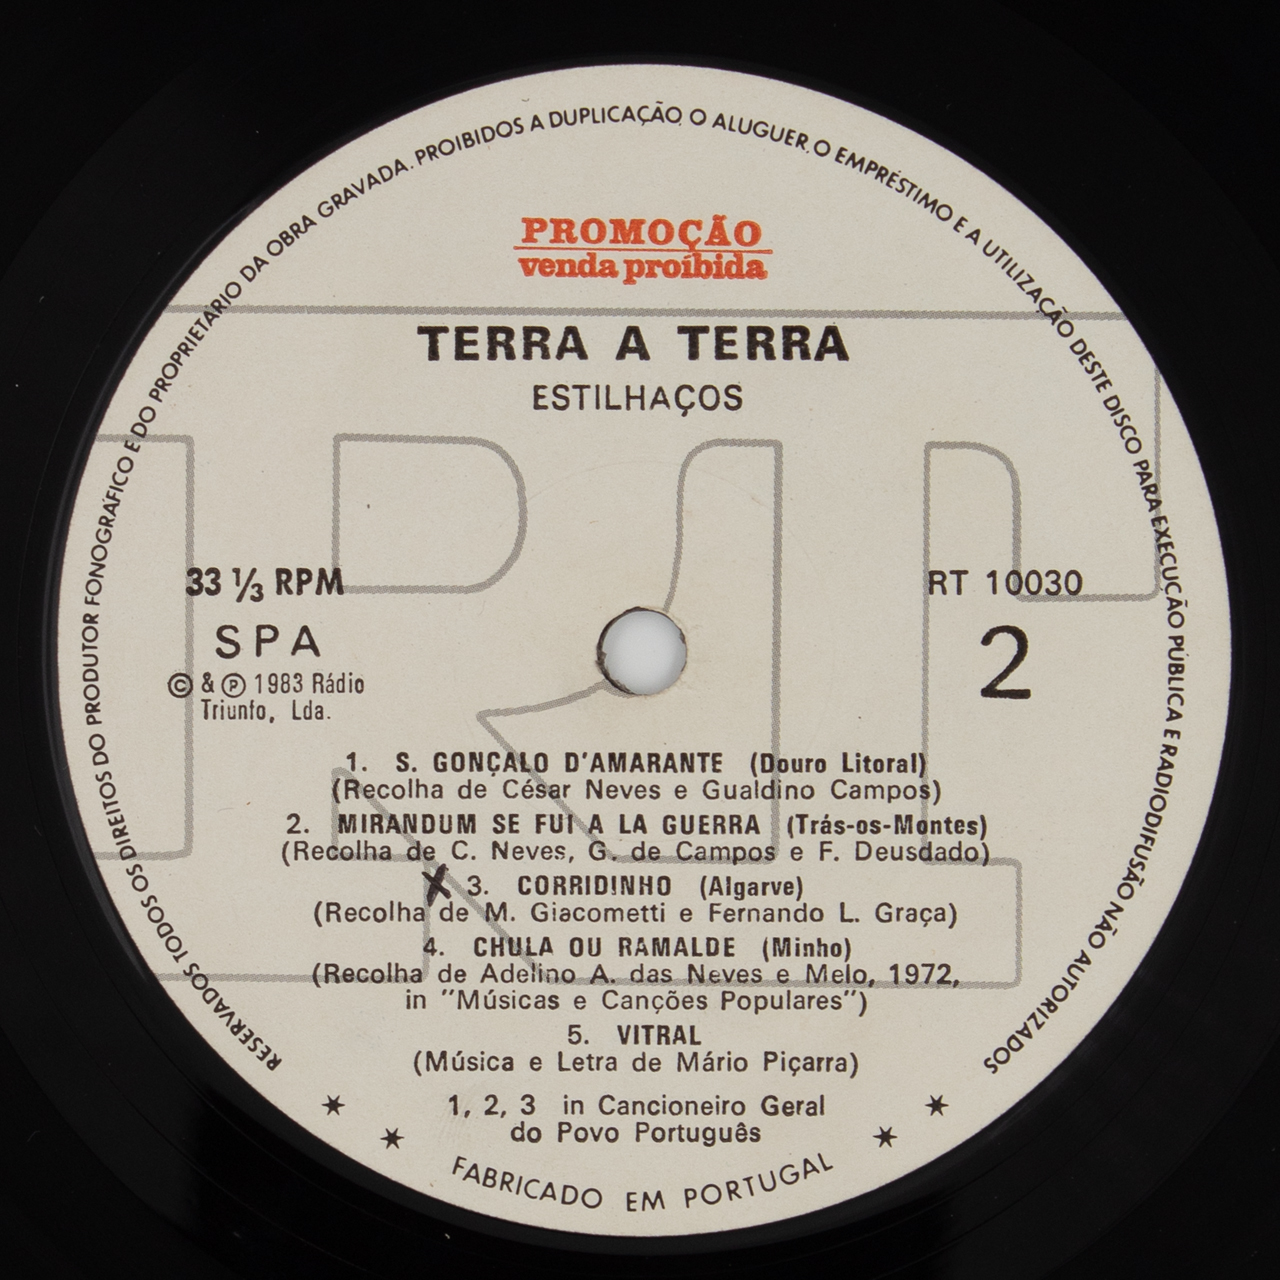 RESERVADOS TODOS OS DIREITOS DO PRODUTOR FONOGRÁFICO E DO PROPRIETÁRIO DA OBRA GRAVADA. PROIBIDOS A DUPLICAÇÃO, O ALUGUER, O EMPRÉSTIMO E A UTILIZAÇÃO DESTE DISCO PARA EXECUÇÃO PÚBLICA E RADIODIFUSÃO NÃO AUTORIZADOS
PROMOÇÃO
venda proíbida
TERRA A TERRA
ESTILHAÇOS
33 ⅓ RPM
SPA
© & ℗ 1983 Rádio
Triunfo, Lda.
RT 10030
2
1. S. GONÇALO D'AMARANTE (Douro Litoral)
(Recolha de César Neves e Gualdino Campos)
2. MIRANDUM SE FUI A LA GUERRA (Trás-os-Montes)
(Recolha de C. Neves, G. de Campos e F. Deusdado)
X 3. CORRIDINHO (Algarve)
(Recolha de M. Giacometti e Fernando L. Graça)
4. CHULA OU RAMALDE (Minho)
(Recolha de Adelino A. das Neves e Melo, 1972,
in "Músicas e Canções Populares")
5. VITRAL
(Música e Letra de Mário Piçarra)
1, 2, 3 in Cancioneiro Geral
do Povo Português
FABRICADO EM PORTUGAL